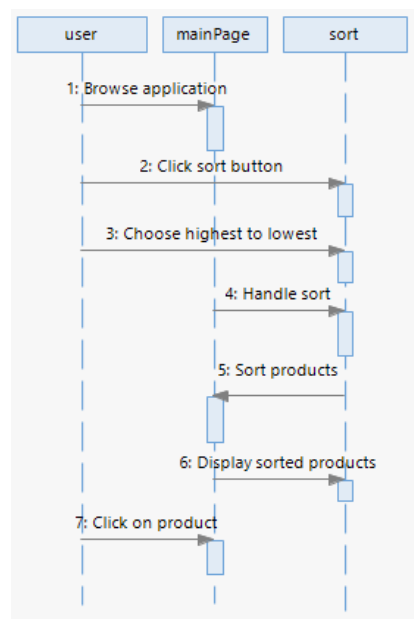 user mainPage sort
1: Browse application
2: Click sort button
3: Choose highest to lowest
4: Handle sort
5: Sort products
6: Display sorted products
7: Click on product